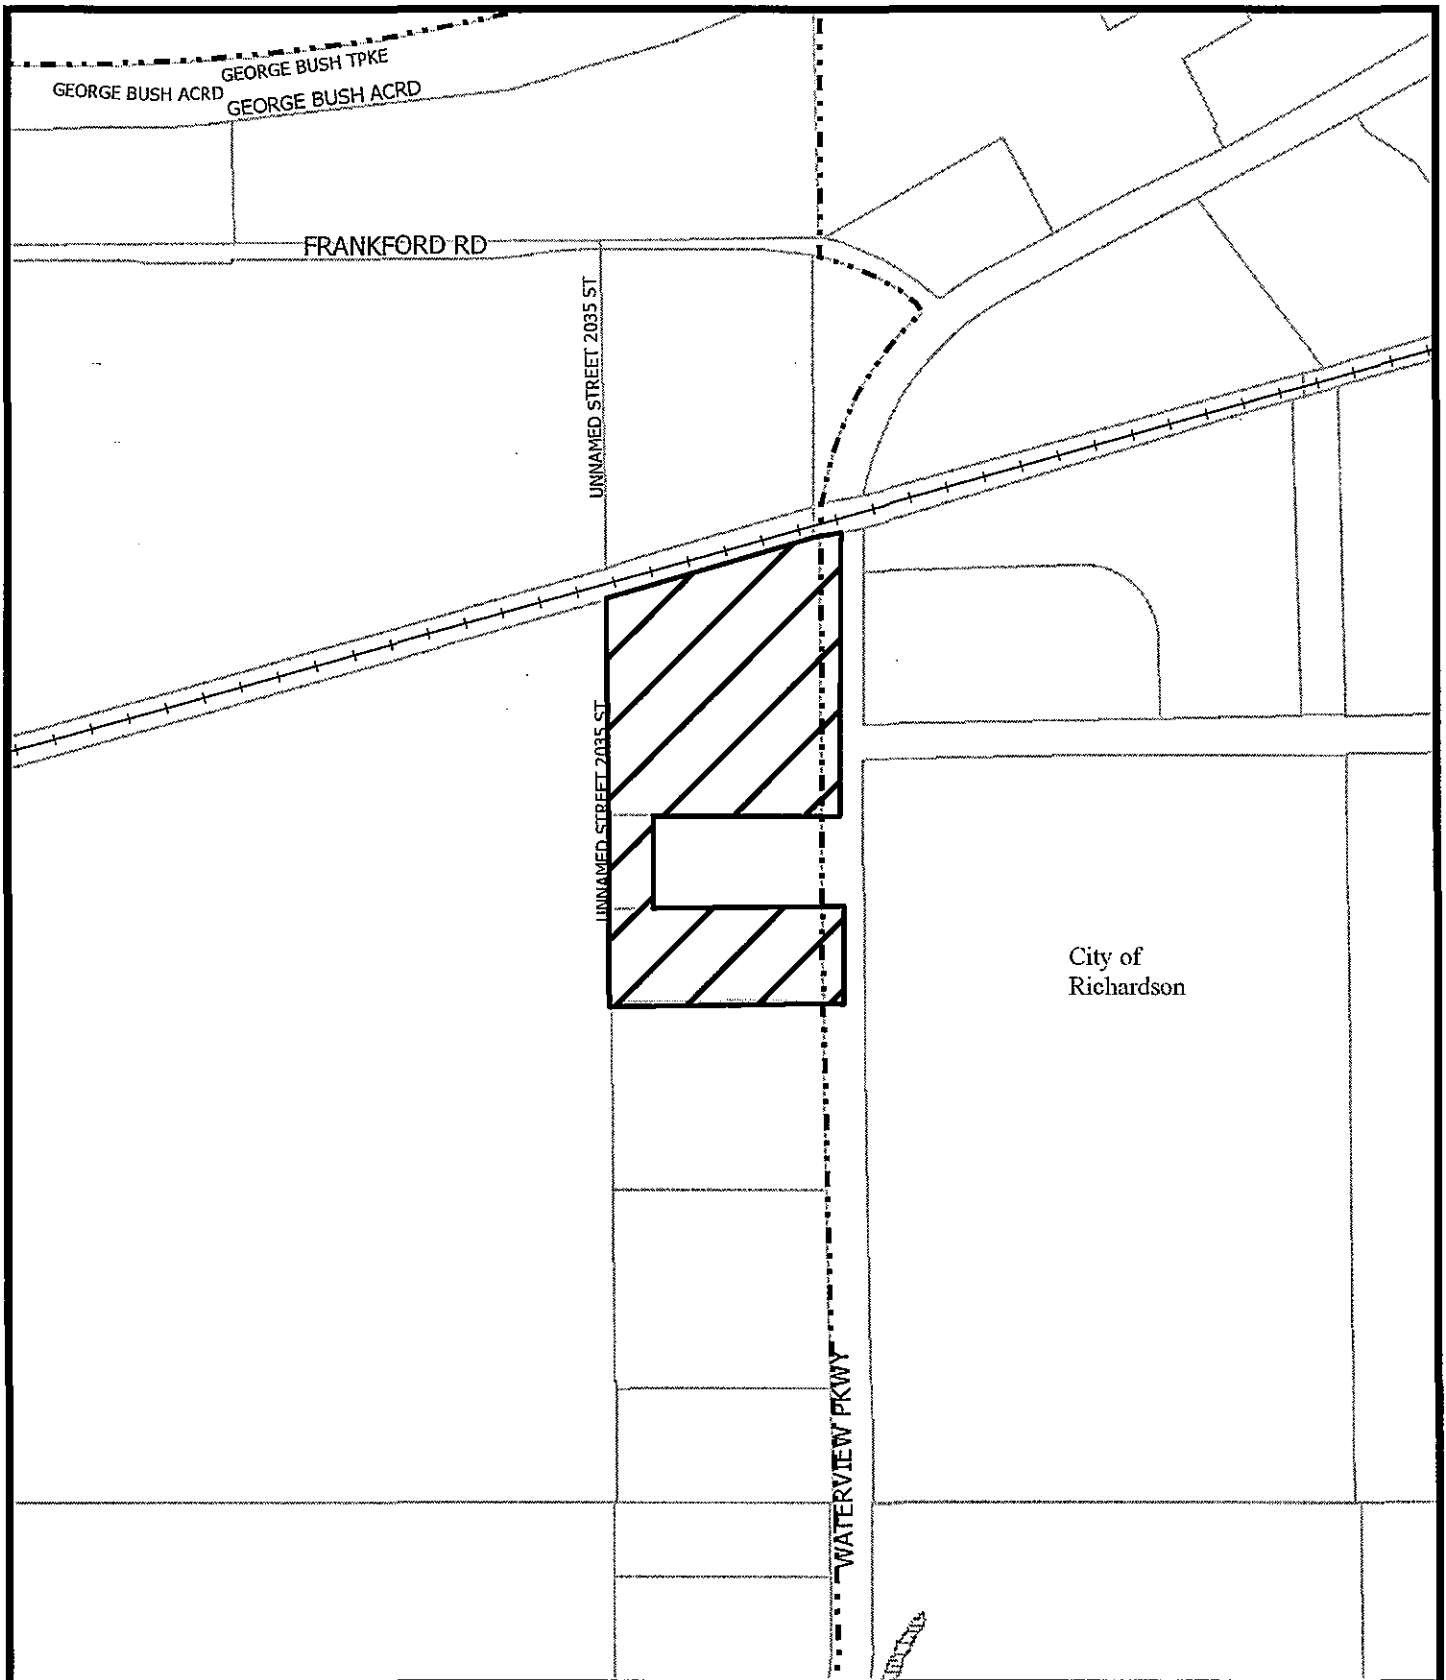 GEORGE BUSH TPKE
GEORGE BUSH ACRD
GEORGE BUSH ACRD
FRANKFORD RD
UNNAMED STREET 2035 ST
UNNAMED STREET 2035 ST
City of
Richardson
WATERVIEW PKWY